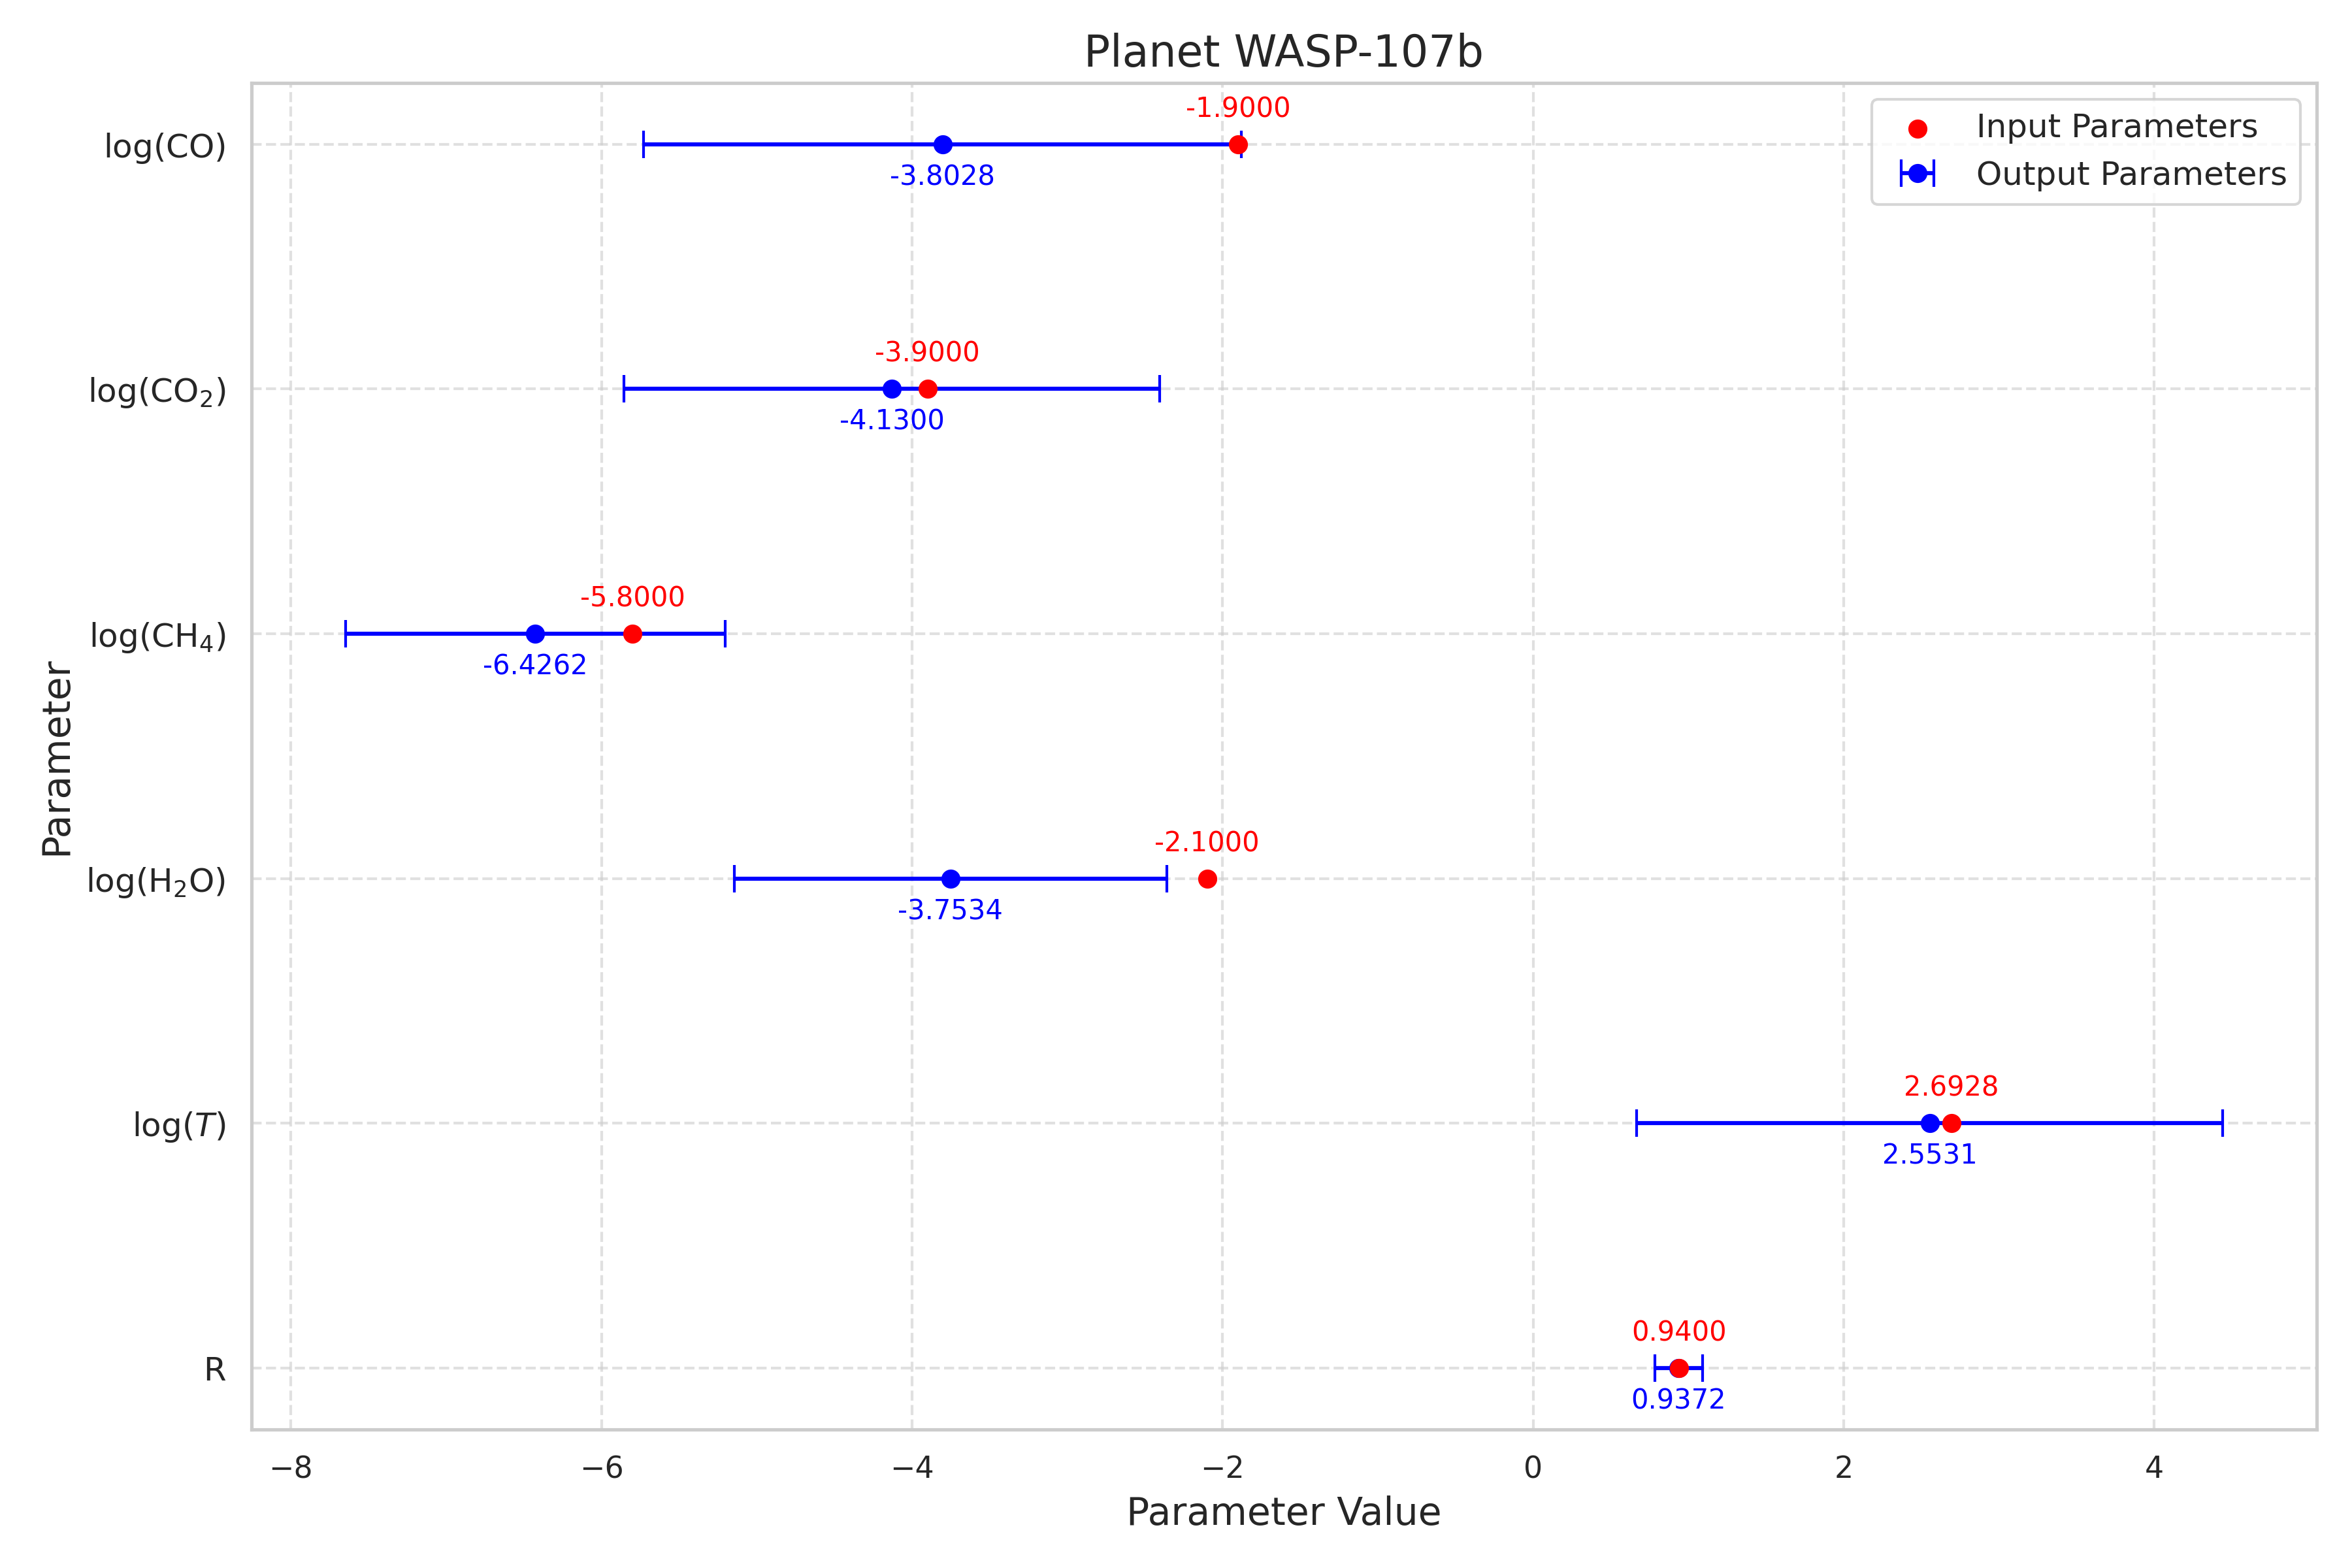 Planet WASP-107b
Input Parameters
Output Parameters
log(CO)
-1.9000
-3.8028
log(CO₂)
-3.9000
-4.1300
log(CH₄)
-5.8000
-6.4262
log(H₂O)
-2.1000
-3.7534
log(T)
2.6928
2.5531
R
0.9400
0.9372
Parameter
−8 −6 −4 −2 0 2 4
Parameter Value